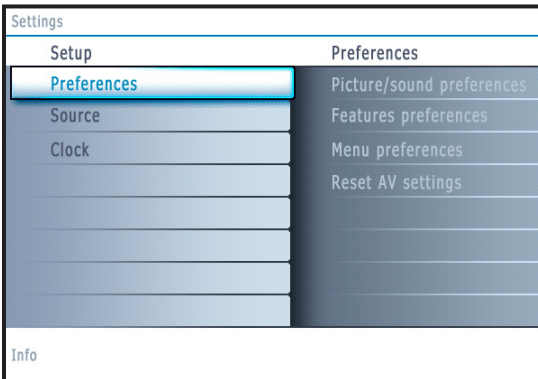 Settings
Setup
Preferences
Source
Clock
Preferences
Picture/sound preferences
Features preferences
Menu preferences
Reset AV settings
Info